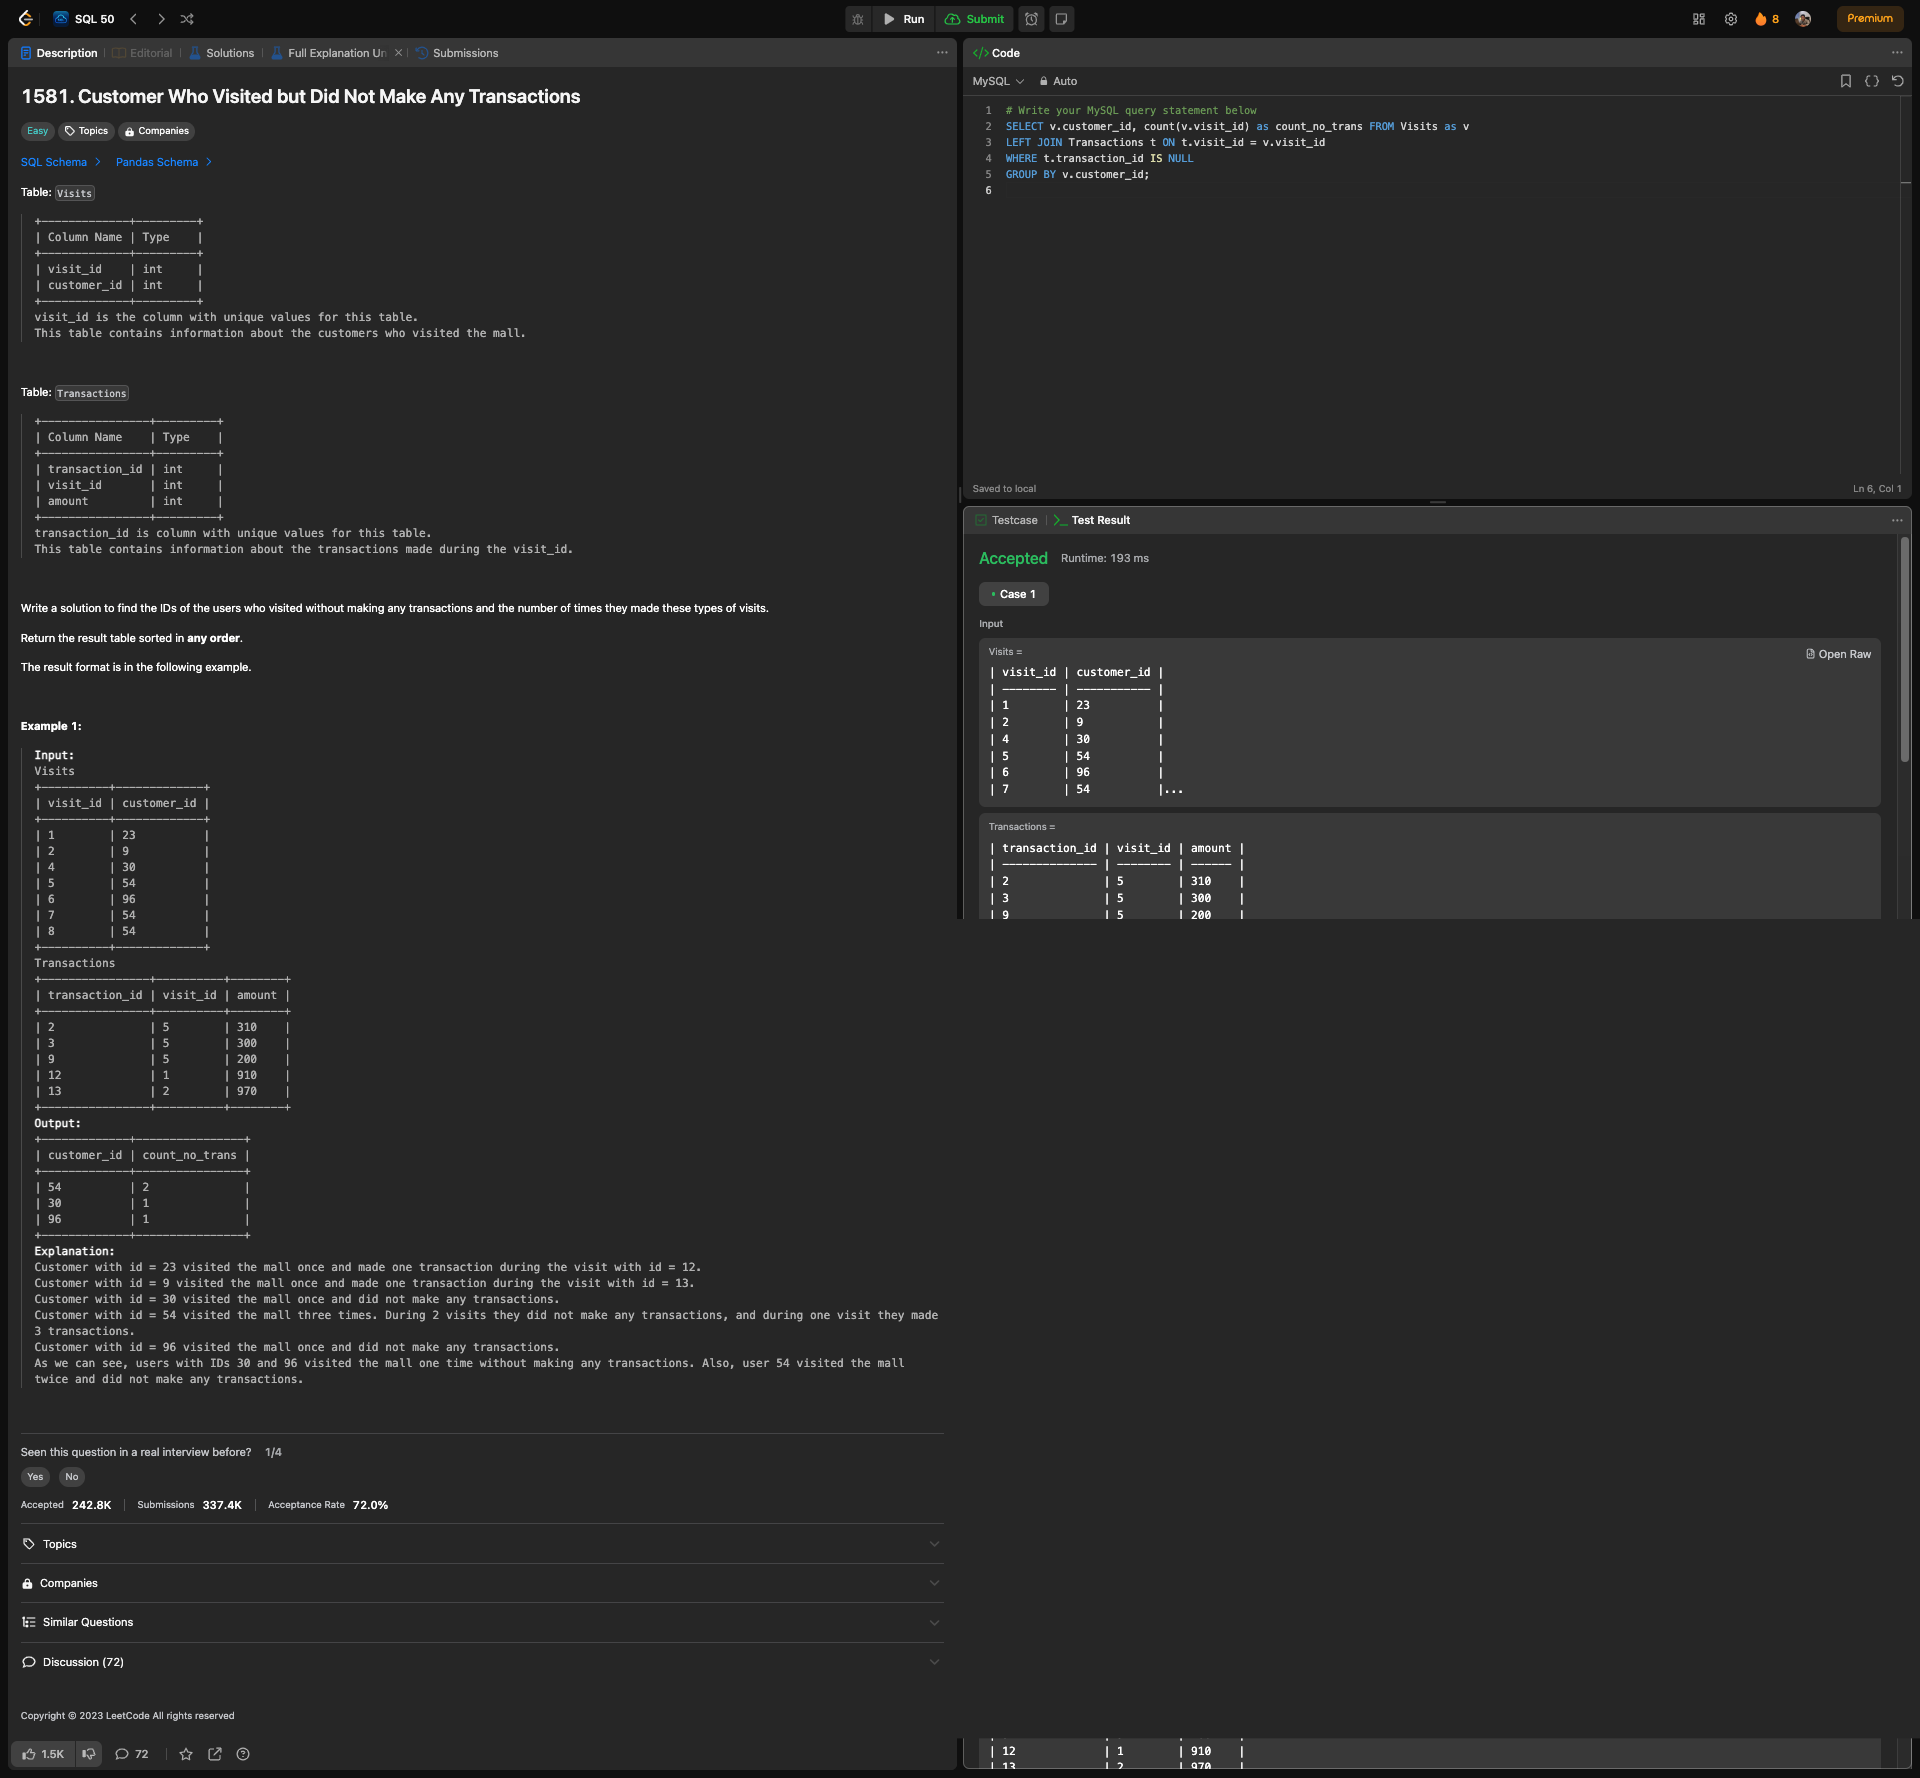 SQL 50
Run
Submit
8
Premium
Description
Editorial
Solutions
Full Explanation Un
Submissions
1581. Customer Who Visited but Did Not Make Any Transactions
Easy
Topics
Companies
SQL Schema
Pandas Schema
Table: Visits
+-------------+---------+
| Column Name | Type    |
+-------------+---------+
| visit_id    | int     |
| customer_id | int     |
+-------------+---------+
visit_id is the column with unique values for this table.
This table contains information about the customers who visited the mall.
Table: Transactions
+----------------+---------+
| Column Name    | Type    |
+----------------+---------+
| transaction_id | int     |
| visit_id       | int     |
| amount         | int     |
+----------------+---------+
transaction_id is column with unique values for this table.
This table contains information about the transactions made during the visit_id.
Write a solution to find the IDs of the users who visited without making any transactions and the number of times they made these types of visits.
Return the result table sorted in any order.
The result format is in the following example.
Example 1:
Input:
Visits
+----------+-------------+
| visit_id | customer_id |
+----------+-------------+
| 1        | 23          |
| 2        | 9           |
| 4        | 30          |
| 5        | 54          |
| 6        | 96          |
| 7        | 54          |
| 8        | 54          |
+----------+-------------+
Transactions
+----------------+----------+--------+
| transaction_id | visit_id | amount |
+----------------+----------+--------+
| 2              | 5        | 310    |
| 3              | 5        | 300    |
| 9              | 5        | 200    |
| 12             | 1        | 910    |
| 13             | 2        | 970    |
+----------------+----------+--------+
Output:
+-------------+----------------+
| customer_id | count_no_trans |
+-------------+----------------+
| 54          | 2              |
| 30          | 1              |
| 96          | 1              |
+-------------+----------------+
Explanation:
Customer with id = 23 visited the mall once and made one transaction during the visit with id = 12.
Customer with id = 9 visited the mall once and made one transaction during the visit with id = 13.
Customer with id = 30 visited the mall once and did not make any transactions.
Customer with id = 54 visited the mall three times. During 2 visits they did not make any transactions, and during one visit they made
3 transactions.
Customer with id = 96 visited the mall once and did not make any transactions.
As we can see, users with IDs 30 and 96 visited the mall one time without making any transactions. Also, user 54 visited the mall
twice and did not make any transactions.
Seen this question in a real interview before? 1/4
Yes
No
Accepted 242.8K
Submissions 337.4K
Acceptance Rate 72.0%
Topics
Companies
Similar Questions
Discussion (72)
Copyright © 2023 LeetCode All rights reserved
1.5K
72
Code
MySQL
Auto
1 # Write your MySQL query statement below
2 SELECT v.customer_id, count(v.visit_id) as count_no_trans FROM Visits as v
3 LEFT JOIN Transactions t ON t.visit_id = v.visit_id
4 WHERE t.transaction_id IS NULL
5 GROUP BY v.customer_id;
6
Saved to local
Ln 6, Col 1
Testcase
Test Result
Accepted
Runtime: 193 ms
Case 1
Input
Visits =
Open Raw
| visit_id | customer_id |
| -------- | ----------- |
| 1        | 23          |
| 2        | 9           |
| 4        | 30          |
| 5        | 54          |
| 6        | 96          |
| 7        | 54          |...
Transactions =
| transaction_id | visit_id | amount |
| -------------- | -------- | ------ |
| 2              | 5        | 310    |
| 3              | 5        | 300    |
| 9              | 5        | 200    |
| 12             | 1        | 910    |
| 13             | 2        | 970    |